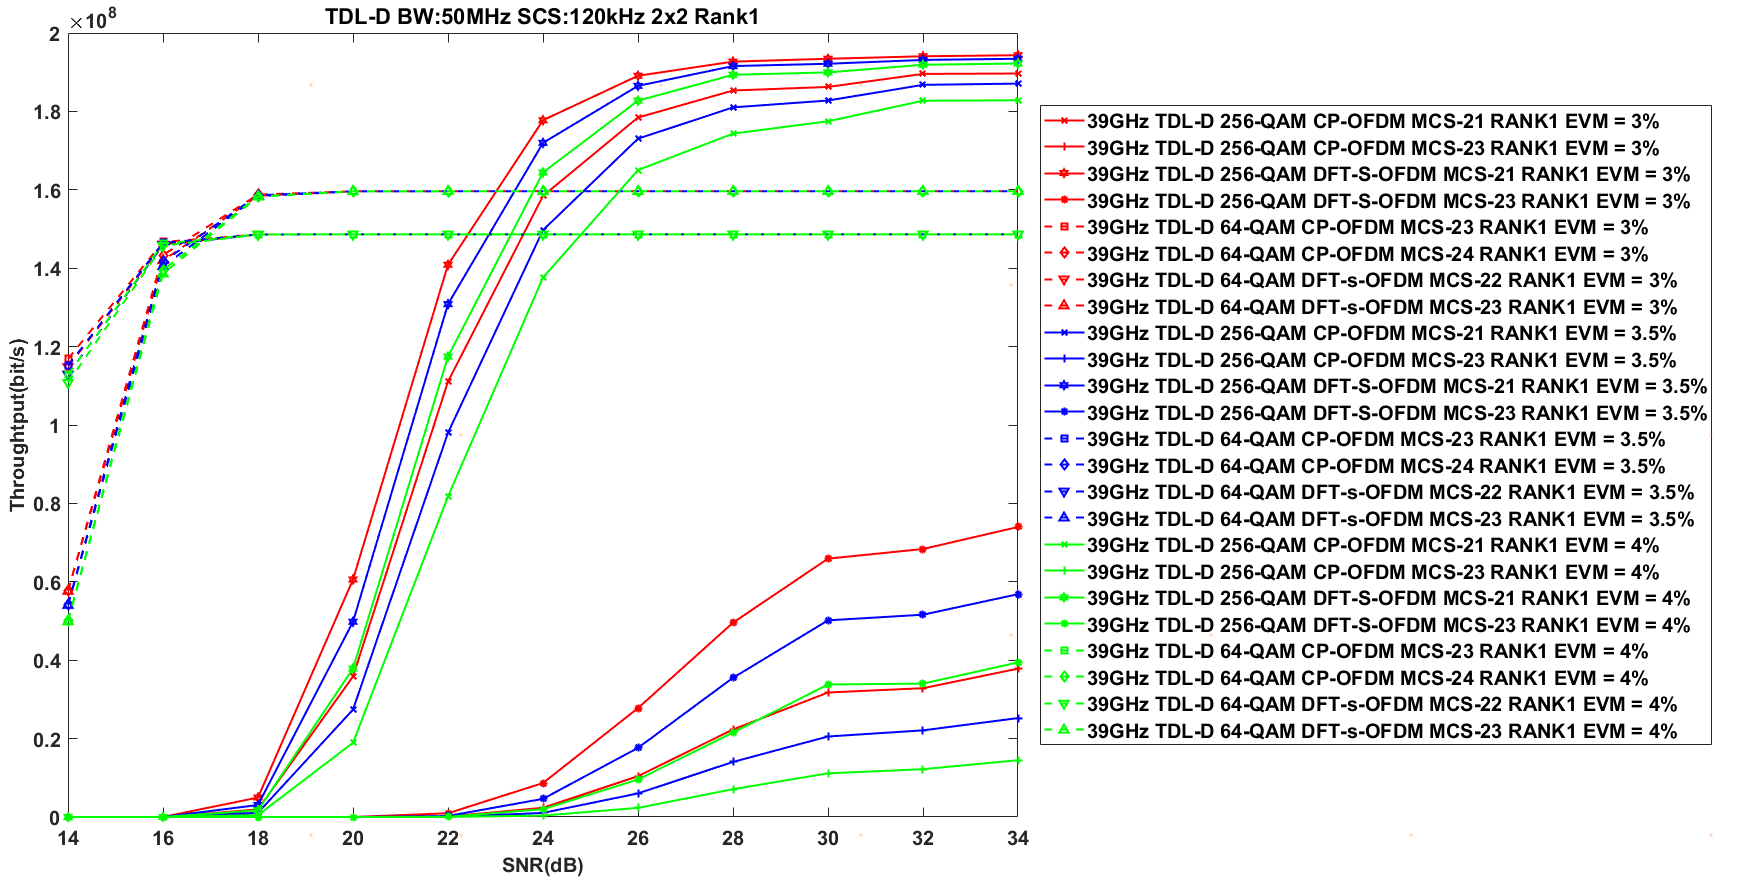 TDL-D BW:50MHz SCS:120kHz 2x2 Rank1
×10^8
2
1.8
1.6
1.4
1.2
1
0.8
0.6
0.4
0.2
0
Throughtput(bit/s)
14 16 18 20 22 24 26 28 30 32 34
SNR(dB)
39GHz TDL-D 256-QAM CP-OFDM MCS-21 RANK1 EVM = 3%
39GHz TDL-D 256-QAM CP-OFDM MCS-23 RANK1 EVM = 3%
39GHz TDL-D 256-QAM DFT-S-OFDM MCS-21 RANK1 EVM = 3%
39GHz TDL-D 256-QAM DFT-S-OFDM MCS-23 RANK1 EVM = 3%
39GHz TDL-D 64-QAM CP-OFDM MCS-23 RANK1 EVM = 3%
39GHz TDL-D 64-QAM CP-OFDM MCS-24 RANK1 EVM = 3%
39GHz TDL-D 64-QAM DFT-s-OFDM MCS-22 RANK1 EVM = 3%
39GHz TDL-D 64-QAM DFT-s-OFDM MCS-23 RANK1 EVM = 3%
39GHz TDL-D 256-QAM CP-OFDM MCS-21 RANK1 EVM = 3.5%
39GHz TDL-D 256-QAM CP-OFDM MCS-23 RANK1 EVM = 3.5%
39GHz TDL-D 256-QAM DFT-S-OFDM MCS-21 RANK1 EVM = 3.5%
39GHz TDL-D 256-QAM DFT-S-OFDM MCS-23 RANK1 EVM = 3.5%
39GHz TDL-D 64-QAM CP-OFDM MCS-23 RANK1 EVM = 3.5%
39GHz TDL-D 64-QAM CP-OFDM MCS-24 RANK1 EVM = 3.5%
39GHz TDL-D 64-QAM DFT-s-OFDM MCS-22 RANK1 EVM = 3.5%
39GHz TDL-D 64-QAM DFT-s-OFDM MCS-23 RANK1 EVM = 3.5%
39GHz TDL-D 256-QAM CP-OFDM MCS-21 RANK1 EVM = 4%
39GHz TDL-D 256-QAM CP-OFDM MCS-23 RANK1 EVM = 4%
39GHz TDL-D 256-QAM DFT-S-OFDM MCS-21 RANK1 EVM = 4%
39GHz TDL-D 256-QAM DFT-S-OFDM MCS-23 RANK1 EVM = 4%
39GHz TDL-D 64-QAM CP-OFDM MCS-23 RANK1 EVM = 4%
39GHz TDL-D 64-QAM CP-OFDM MCS-24 RANK1 EVM = 4%
39GHz TDL-D 64-QAM DFT-s-OFDM MCS-22 RANK1 EVM = 4%
39GHz TDL-D 64-QAM DFT-s-OFDM MCS-23 RANK1 EVM = 4%